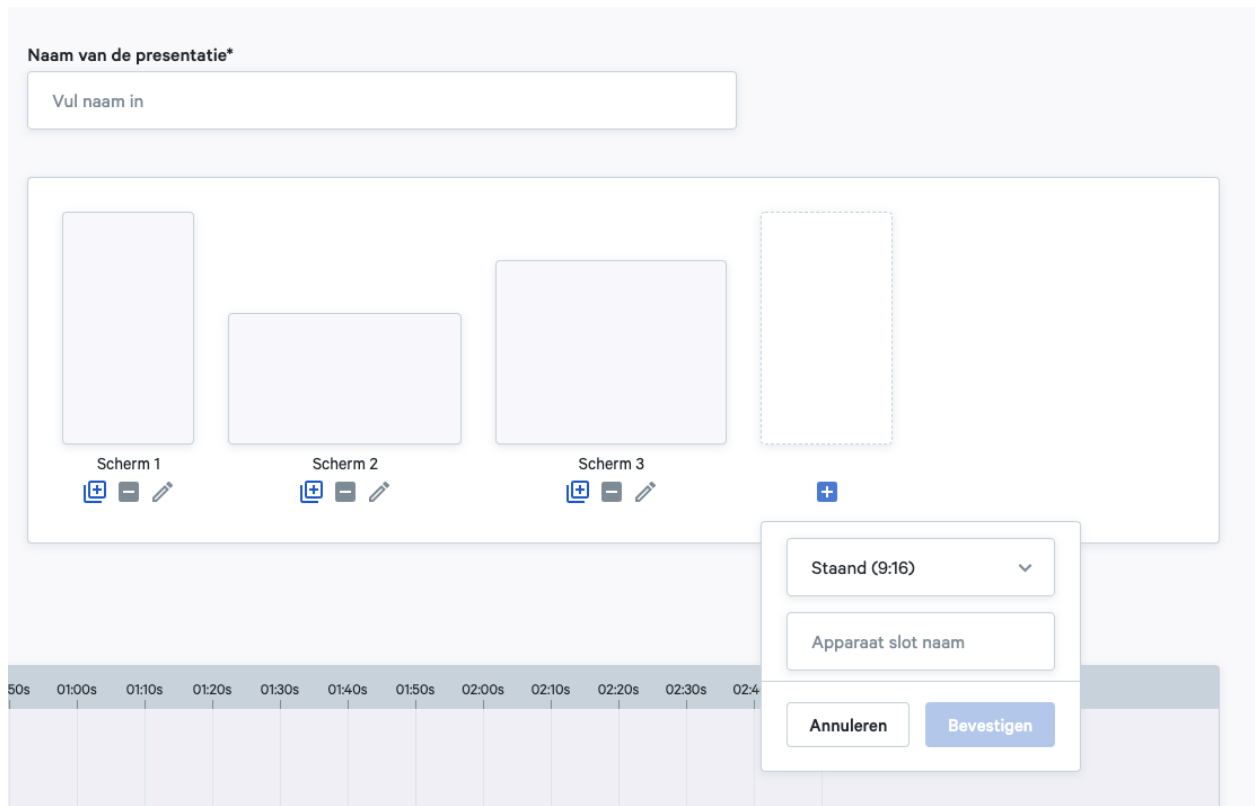 Naam van de presentatie*
Vul naam in
Scherm 1
Scherm 2
Scherm 3
Staand (9:16)
Apparaat slot naam
Annuleren
Bevestigen
50s 01:00s 01:10s 01:20s 01:30s 01:40s 01:50s 02:00s 02:10s 02:20s 02:30s 02:4